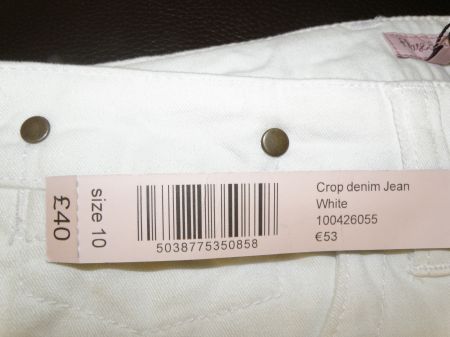 £40
size 10
5038775350858
Crop denim Jean
White
100426055
€53